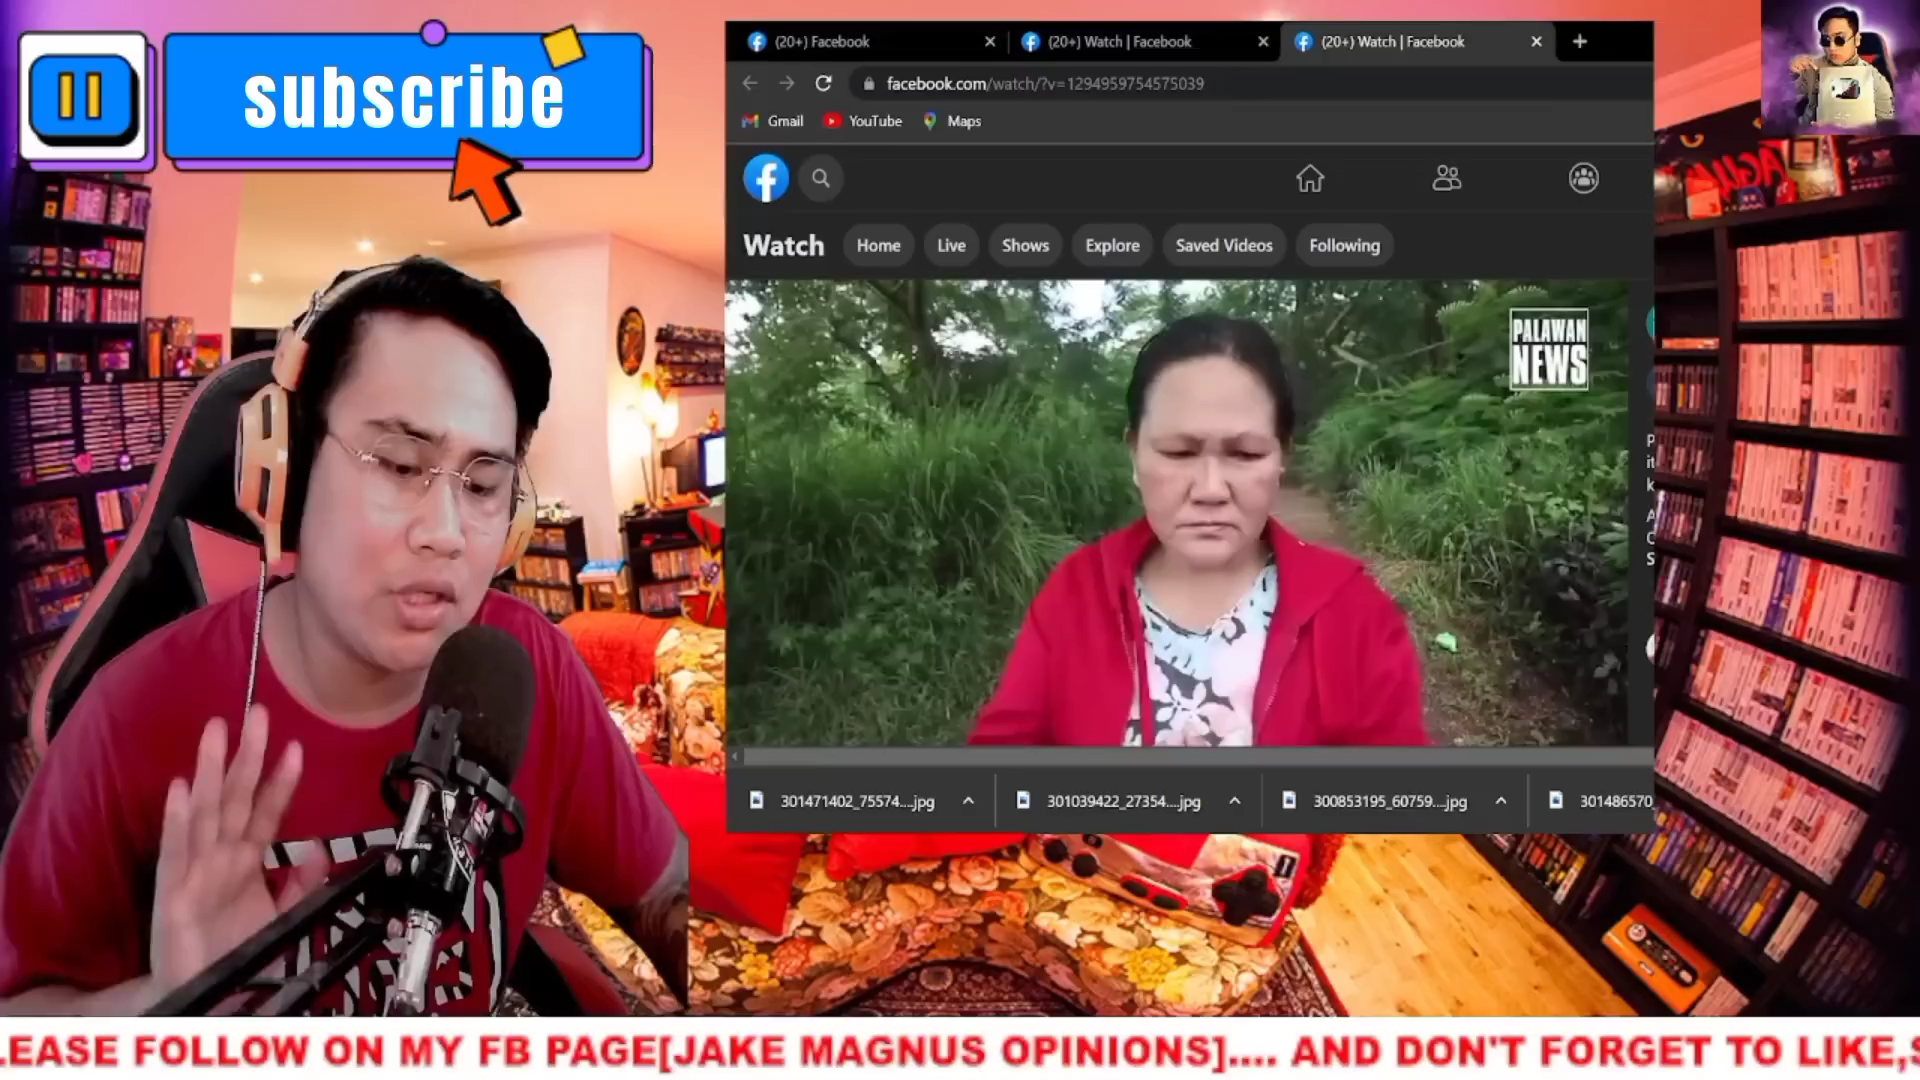 subscribe
(20+) Facebook
(20+) Watch | Facebook
(20+) Watch | Facebook
facebook.com/watch/?v=1294959754575039
Gmail
YouTube
Maps
Watch
Home
Live
Shows
Explore
Saved Videos
Following
PALAWAN
NEWS
301471402_75574....jpg
301039422_27354....jpg
300853195_60759....jpg
301486570_
LEASE FOLLOW ON MY FB PAGE[JAKE MAGNUS OPINIONS].... AND DON'T FORGET TO LIKE,S